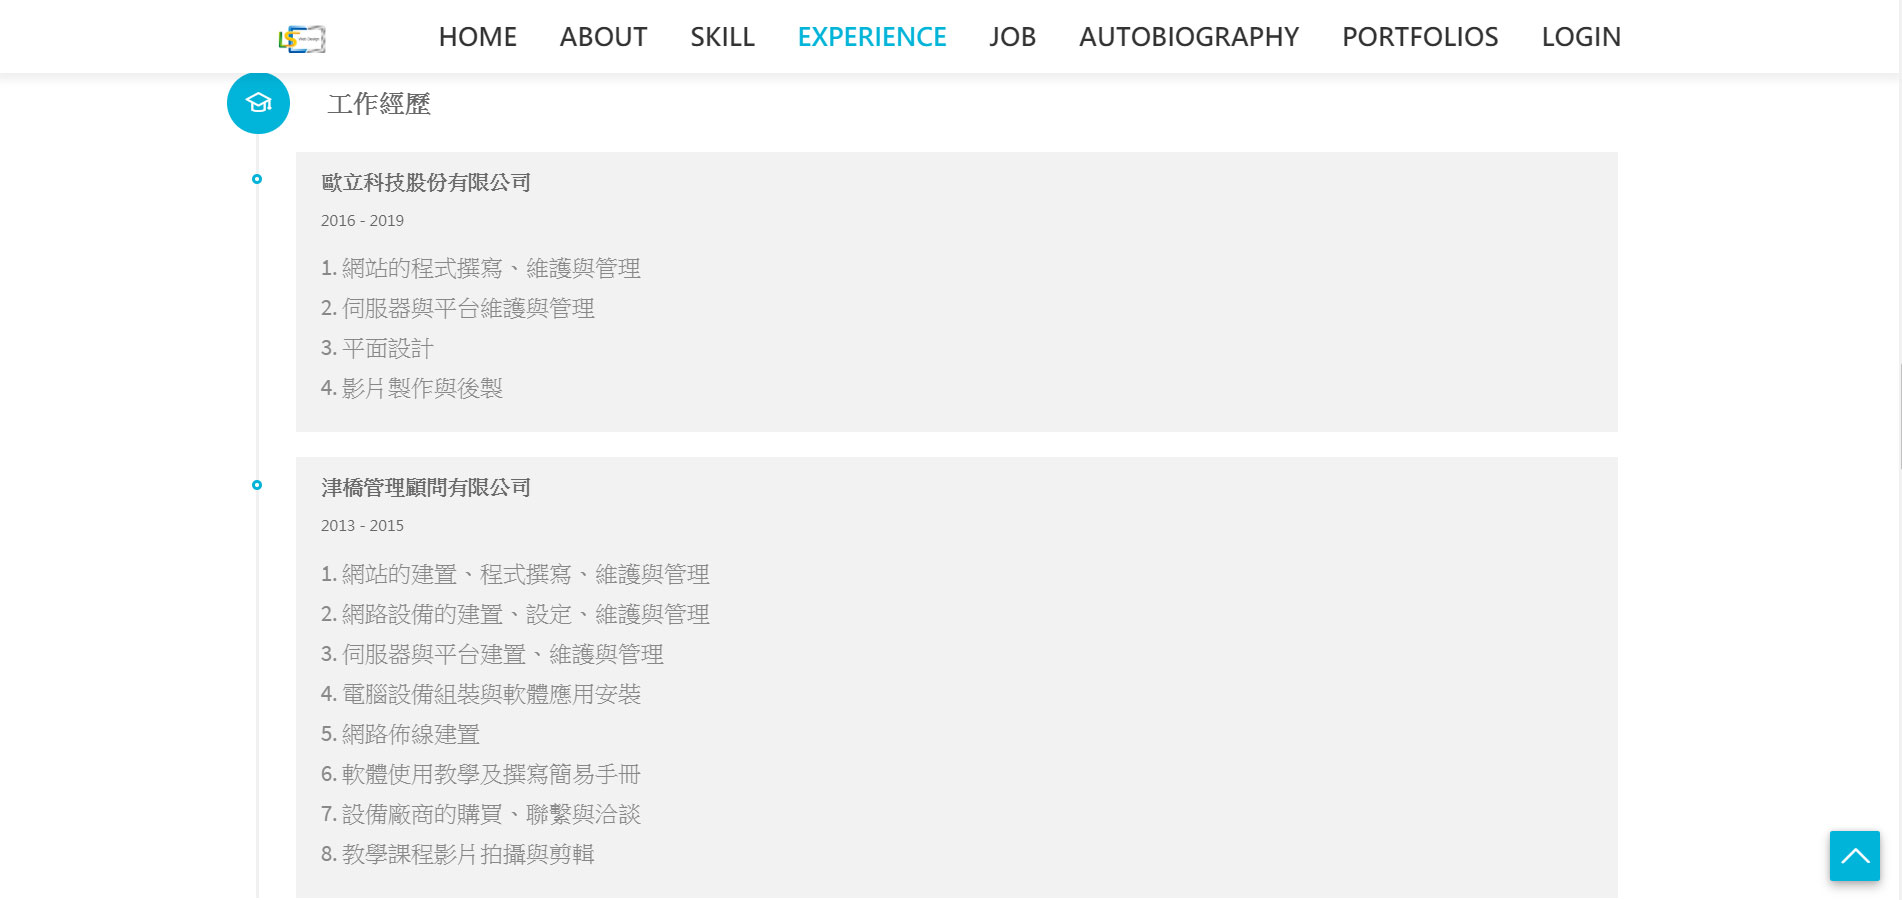 LS Web Design HOME ABOUT SKILL EXPERIENCE JOB AUTOBIOGRAPHY PORTFOLIOS LOGIN
工作經歷
歐立科技股份有限公司
2016 - 2019
1. 網站的程式撰寫、維護與管理
2. 伺服器與平台維護與管理
3. 平面設計
4. 影片製作與後製
津橋管理顧問有限公司
2013 - 2015
1. 網站的建置、程式撰寫、維護與管理
2. 網路設備的建置、設定、維護與管理
3. 伺服器與平台建置、維護與管理
4. 電腦設備組裝與軟體應用安裝
5. 網路佈線建置
6. 軟體使用教學及撰寫簡易手冊
7. 設備廠商的購買、聯繫與洽談
8. 教學課程影片拍攝與剪輯